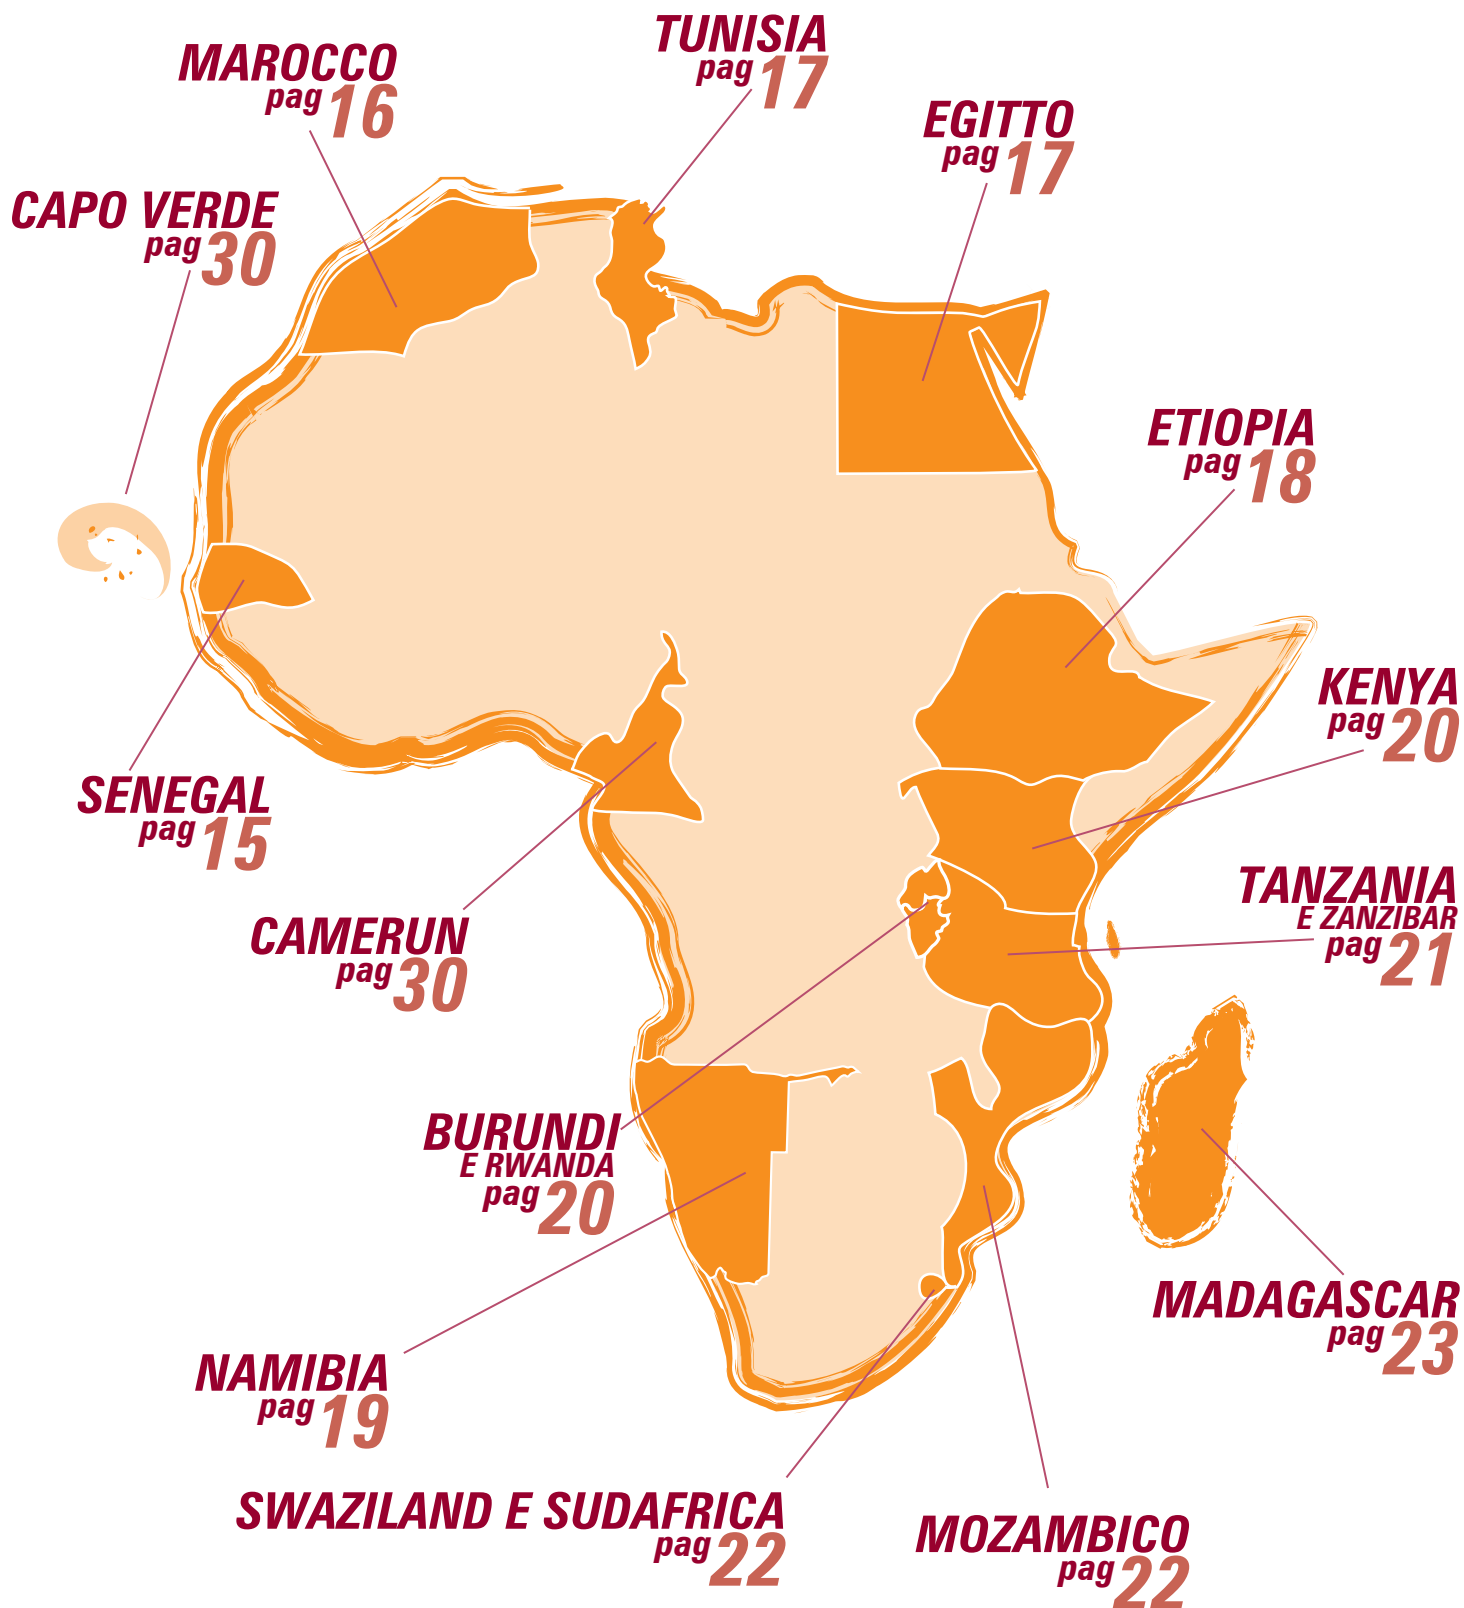 TUNISIA
pag 17
MAROCCO
pag 16
EGITTO
pag 17
CAPO VERDE
pag 30
ETIOPIA
pag 18
KENYA
pag 20
SENEGAL
pag 15
TANZANIA
E ZANZIBAR
pag 21
CAMERUN
pag 30
BURUNDI
E RWANDA
pag 20
MADAGASCAR
pag 23
NAMIBIA
pag 19
SWAZILAND E SUDAFRICA
pag 22
MOZAMBICO
pag 22